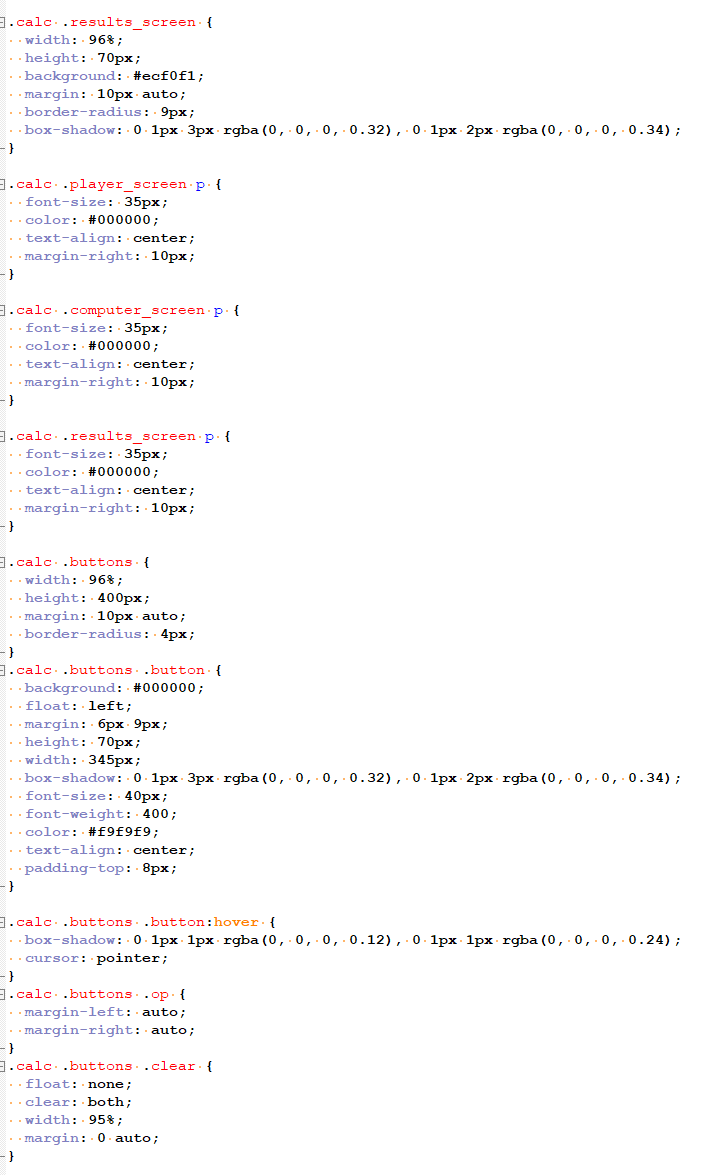 .calc .results_screen {
  width: 96%;
  height: 70px;
  background: #ecf0f1;
  margin: 10px auto;
  border-radius: 9px;
  box-shadow: 0 1px 3px rgba(0, 0, 0, 0.32), 0 1px 2px rgba(0, 0, 0, 0.34);
}

.calc .player_screen p {
  font-size: 35px;
  color: #000000;
  text-align: center;
  margin-right: 10px;
}

.calc .computer_screen p {
  font-size: 35px;
  color: #000000;
  text-align: center;
  margin-right: 10px;
}

.calc .results_screen p {
  font-size: 35px;
  color: #000000;
  text-align: center;
  margin-right: 10px;
}

.calc .buttons {
  width: 96%;
  height: 400px;
  margin: 10px auto;
  border-radius: 4px;
}
.calc .buttons .button {
  background: #000000;
  float: left;
  margin: 6px 9px;
  height: 70px;
  width: 345px;
  box-shadow: 0 1px 3px rgba(0, 0, 0, 0.32), 0 1px 2px rgba(0, 0, 0, 0.34);
  font-size: 40px;
  font-weight: 400;
  color: #f9f9f9;
  text-align: center;
  padding-top: 8px;
}

.calc .buttons .button:hover {
  box-shadow: 0 1px 1px rgba(0, 0, 0, 0.12), 0 1px 1px rgba(0, 0, 0, 0.24);
  cursor: pointer;
}
.calc .buttons .op {
  margin-left: auto;
  margin-right: auto;
}
.calc .buttons .clear {
  float: none;
  clear: both;
  width: 95%;
  margin: 0 auto;
}